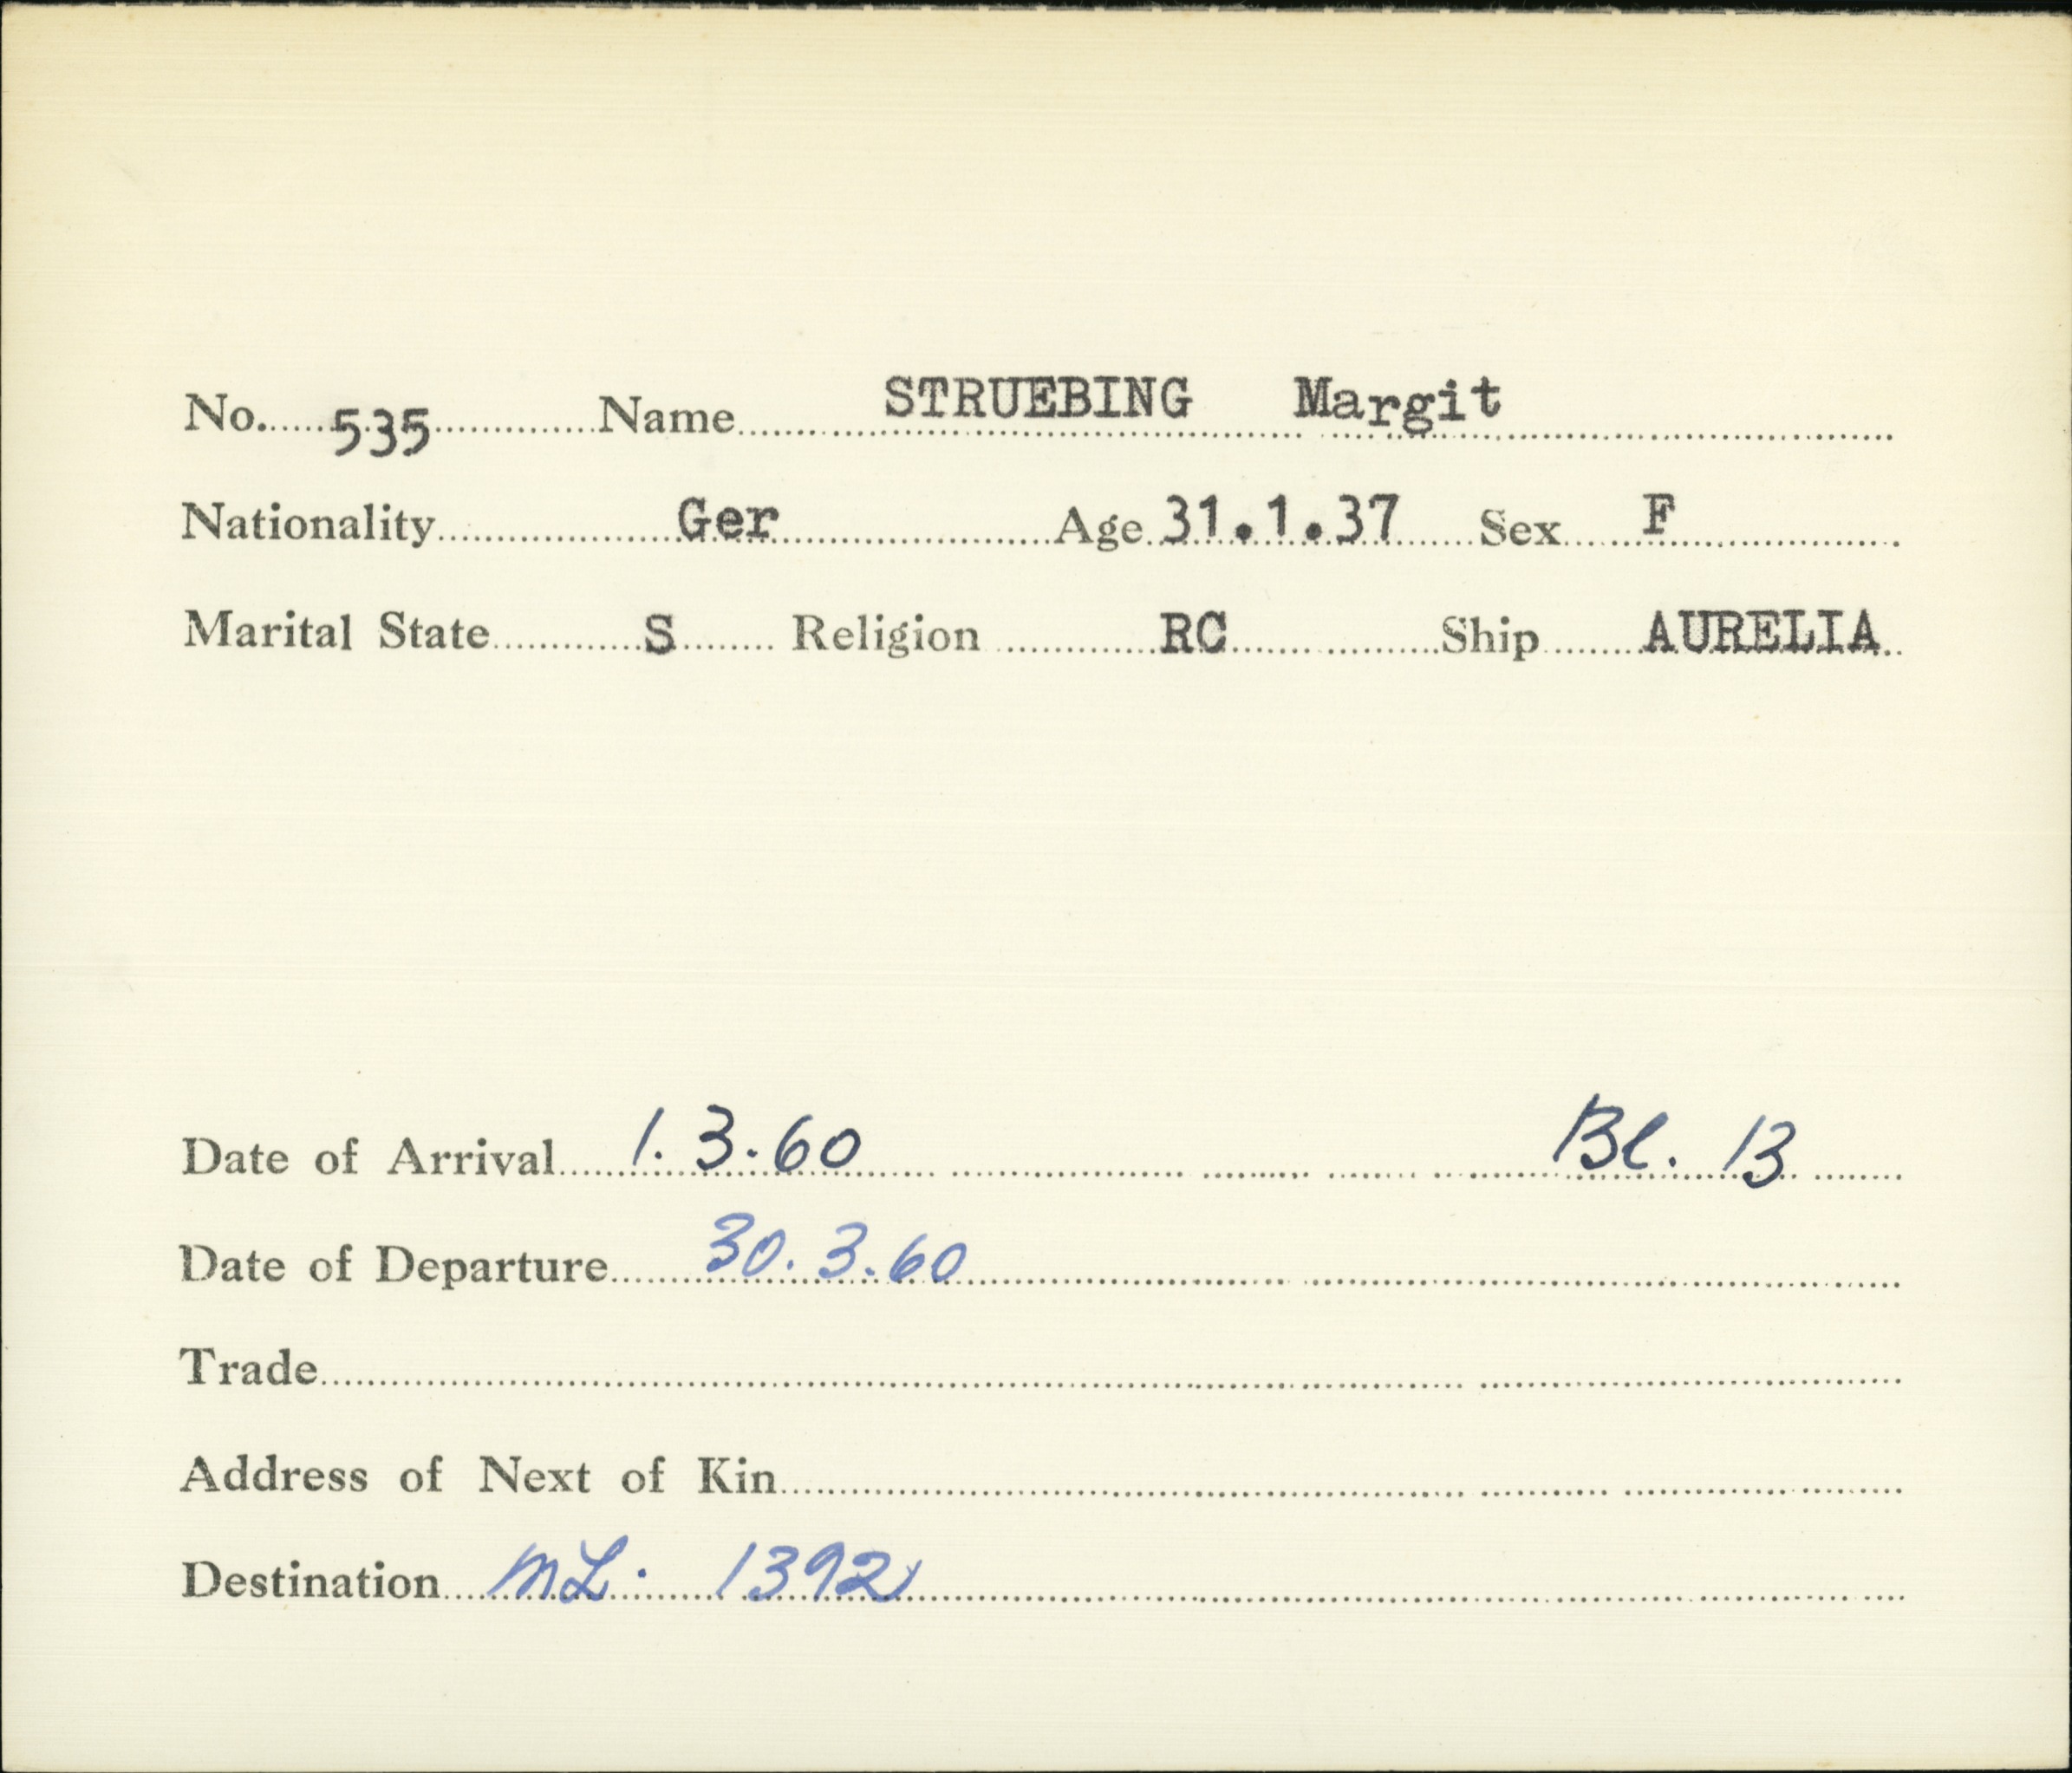 No. 535 Name STRUEBING Margit
Nationality Ger Age 31.1.37 Sex F
Marital State S Religion RC Ship AURELIA
Date of Arrival 1.3.60 Bl. 13
Date of Departure 30.3.60
Trade
Address of Next of Kin
Destination ML. 1392